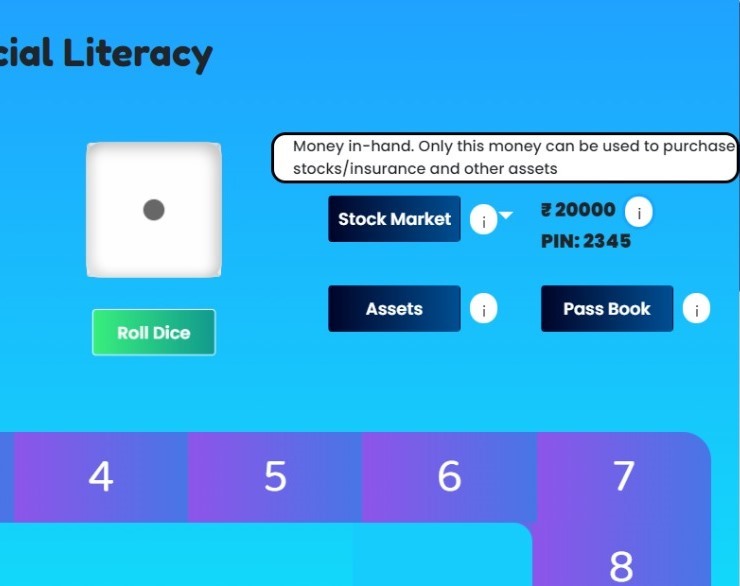 cial Literacy
Money in-hand. Only this money can be used to purchase
stocks/insurance and other assets
Stock Market
i
₹ 20000
i
PIN: 2345
Roll Dice
Assets
i
Pass Book
i
4
5
6
7
8